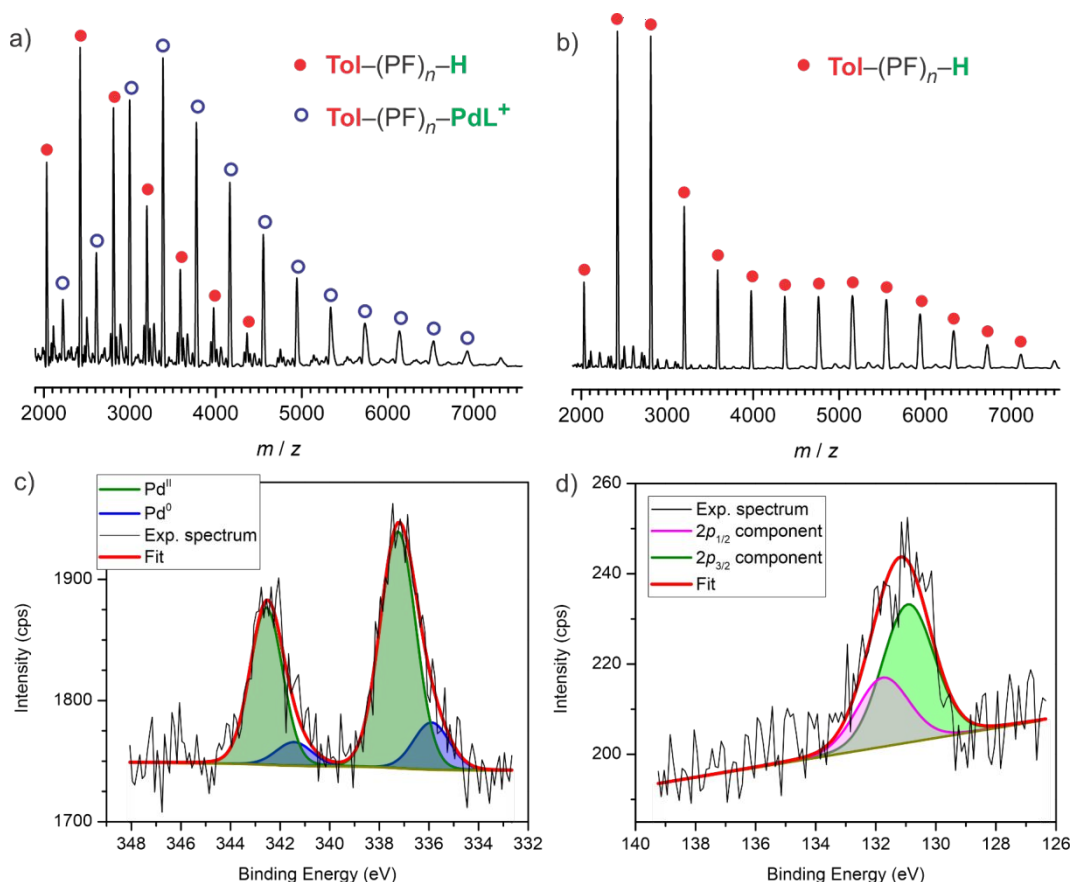 a)
● Tol–(PF)n–H
○ Tol–(PF)n–PdL+
2000 3000 4000 5000 6000 7000
m / z
b)
● Tol–(PF)n–H
2000 3000 4000 5000 6000 7000
m / z
c)
PdII
Pd0
Exp. spectrum
Fit
1900
1800
1700
Intensity (cps)
348 346 344 342 340 338 336 334 332
Binding Energy (eV)
d)
Exp. spectrum
2p1/2 component
2p3/2 component
Fit
260
240
220
200
Intensity (cps)
140 138 136 134 132 130 128 126
Binding Energy (eV)